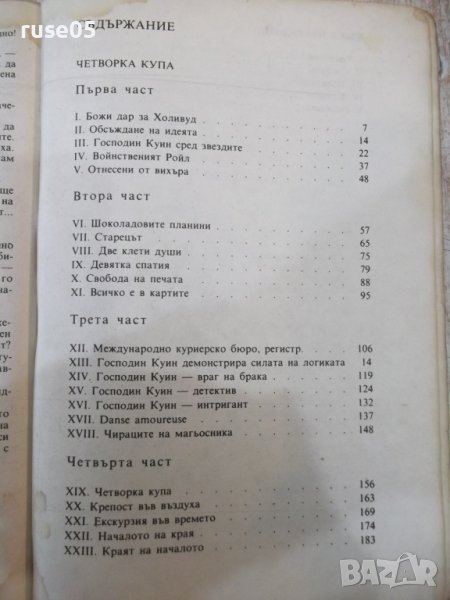 ruse05
СЪДЪРЖАНИЕ
ЧЕТВОРКА КУПА
Първа част
I. Божи дар за Холивуд 7
II. Обсъждане на идеята 14
III. Господин Куин сред звездите 22
IV. Войнственият Ройл 37
V. Отнесени от вихъра 48
Втора част
VI. Шоколадовите планини 57
VII. Старецът 65
VIII. Две клети души 75
IX. Девятка спатия 79
X. Свобода на печата 88
XI. Всичко е в картите 95
Трета част
XII. Международно куриерско бюро, регистр. 106
XIII. Господин Куин демонстрира силата на логиката 14
XIV. Господин Куин — враг на брака 119
XV. Господин Куин — детектив 124
XVI. Господин Куин — интригант 132
XVII. Danse amoureuse 137
XVIII. Чираците на магьосника 148
Четвърта част
XIX. Четворка купа 156
XX. Крепост във въздуха 163
XXI. Екскурзия във времето 169
XXII. Началото на края 174
XXIII. Краят на началото 183
BAZAR